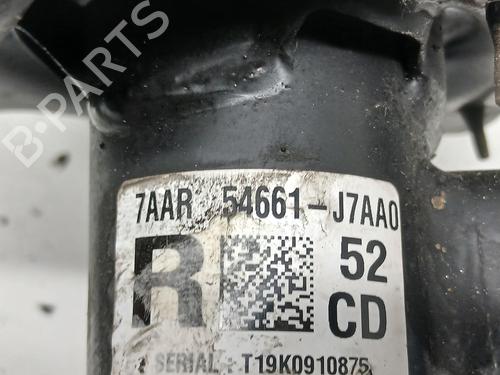 B-PARTS
7AAR 54661-J7AA0
R
52
CD
SERIAL : T19K0910875